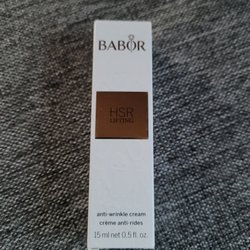 BABOR
HSR
LIFTING
anti-wrinkle cream
crème anti-rides
15 ml net 0.5 fl. oz.